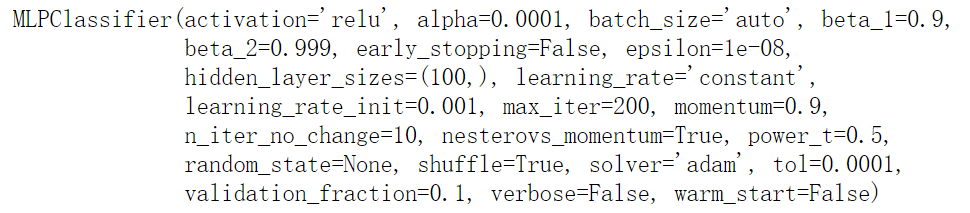 MLPClassifier(activation='relu', alpha=0.0001, batch_size='auto', beta_1=0.9,
beta_2=0.999, early_stopping=False, epsilon=1e-08,
hidden_layer_sizes=(100,), learning_rate='constant',
learning_rate_init=0.001, max_iter=200, momentum=0.9,
n_iter_no_change=10, nesterovs_momentum=True, power_t=0.5,
random_state=None, shuffle=True, solver='adam', tol=0.0001,
validation_fraction=0.1, verbose=False, warm_start=False)